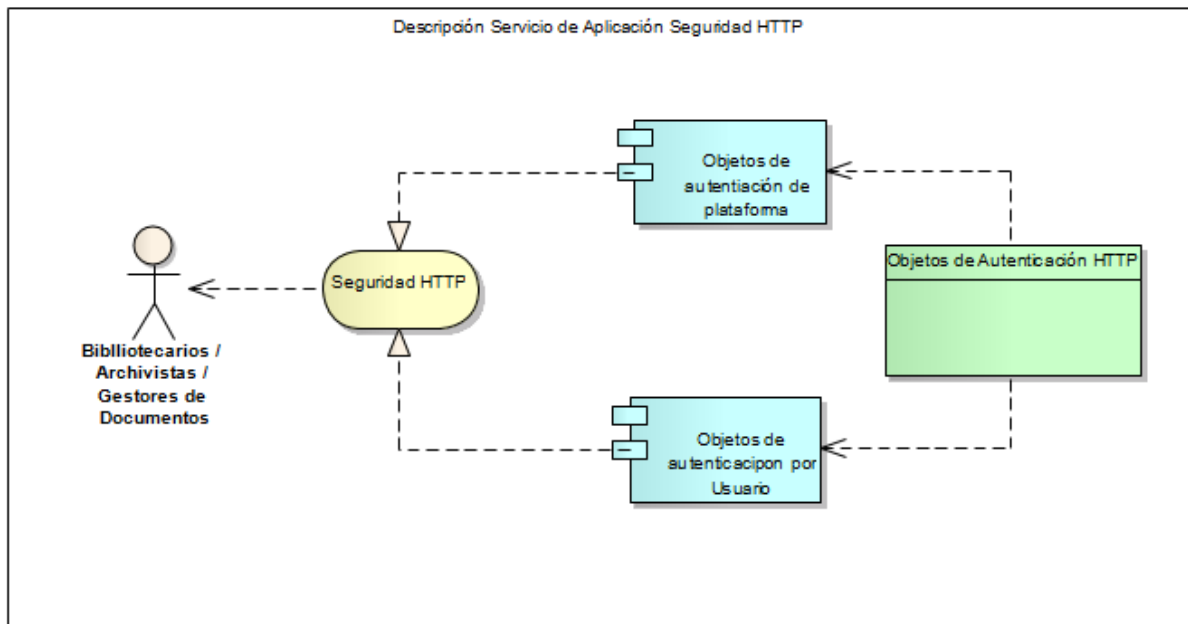 Descripción Servicio de Aplicación Seguridad HTTP
Objetos de
autentiación de
plataforma
Objetos de Autenticación HTTP
Seguridad HTTP
Biblliotecarios /
Archivistas /
Gestores de
Documentos
Objetos de
autenticacipon por
Usuario